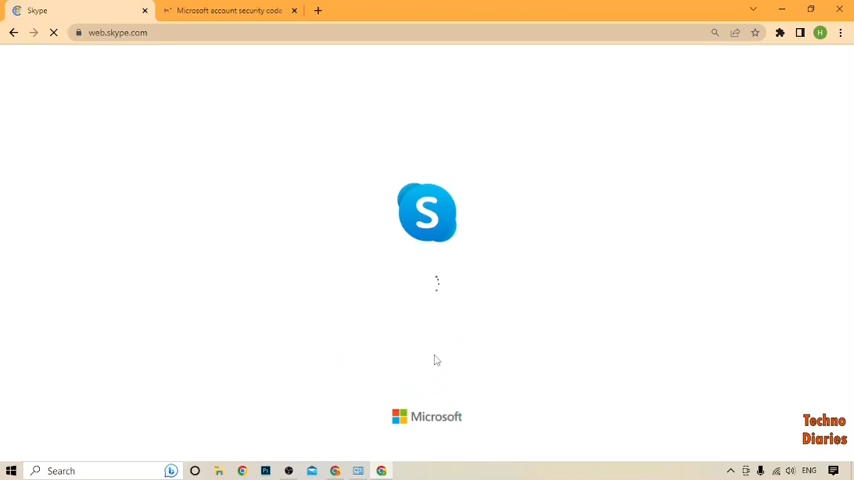 Skype
Microsoft account security code
web.skype.com
H
S
Microsoft
Techno
Diaries
Search
ENG